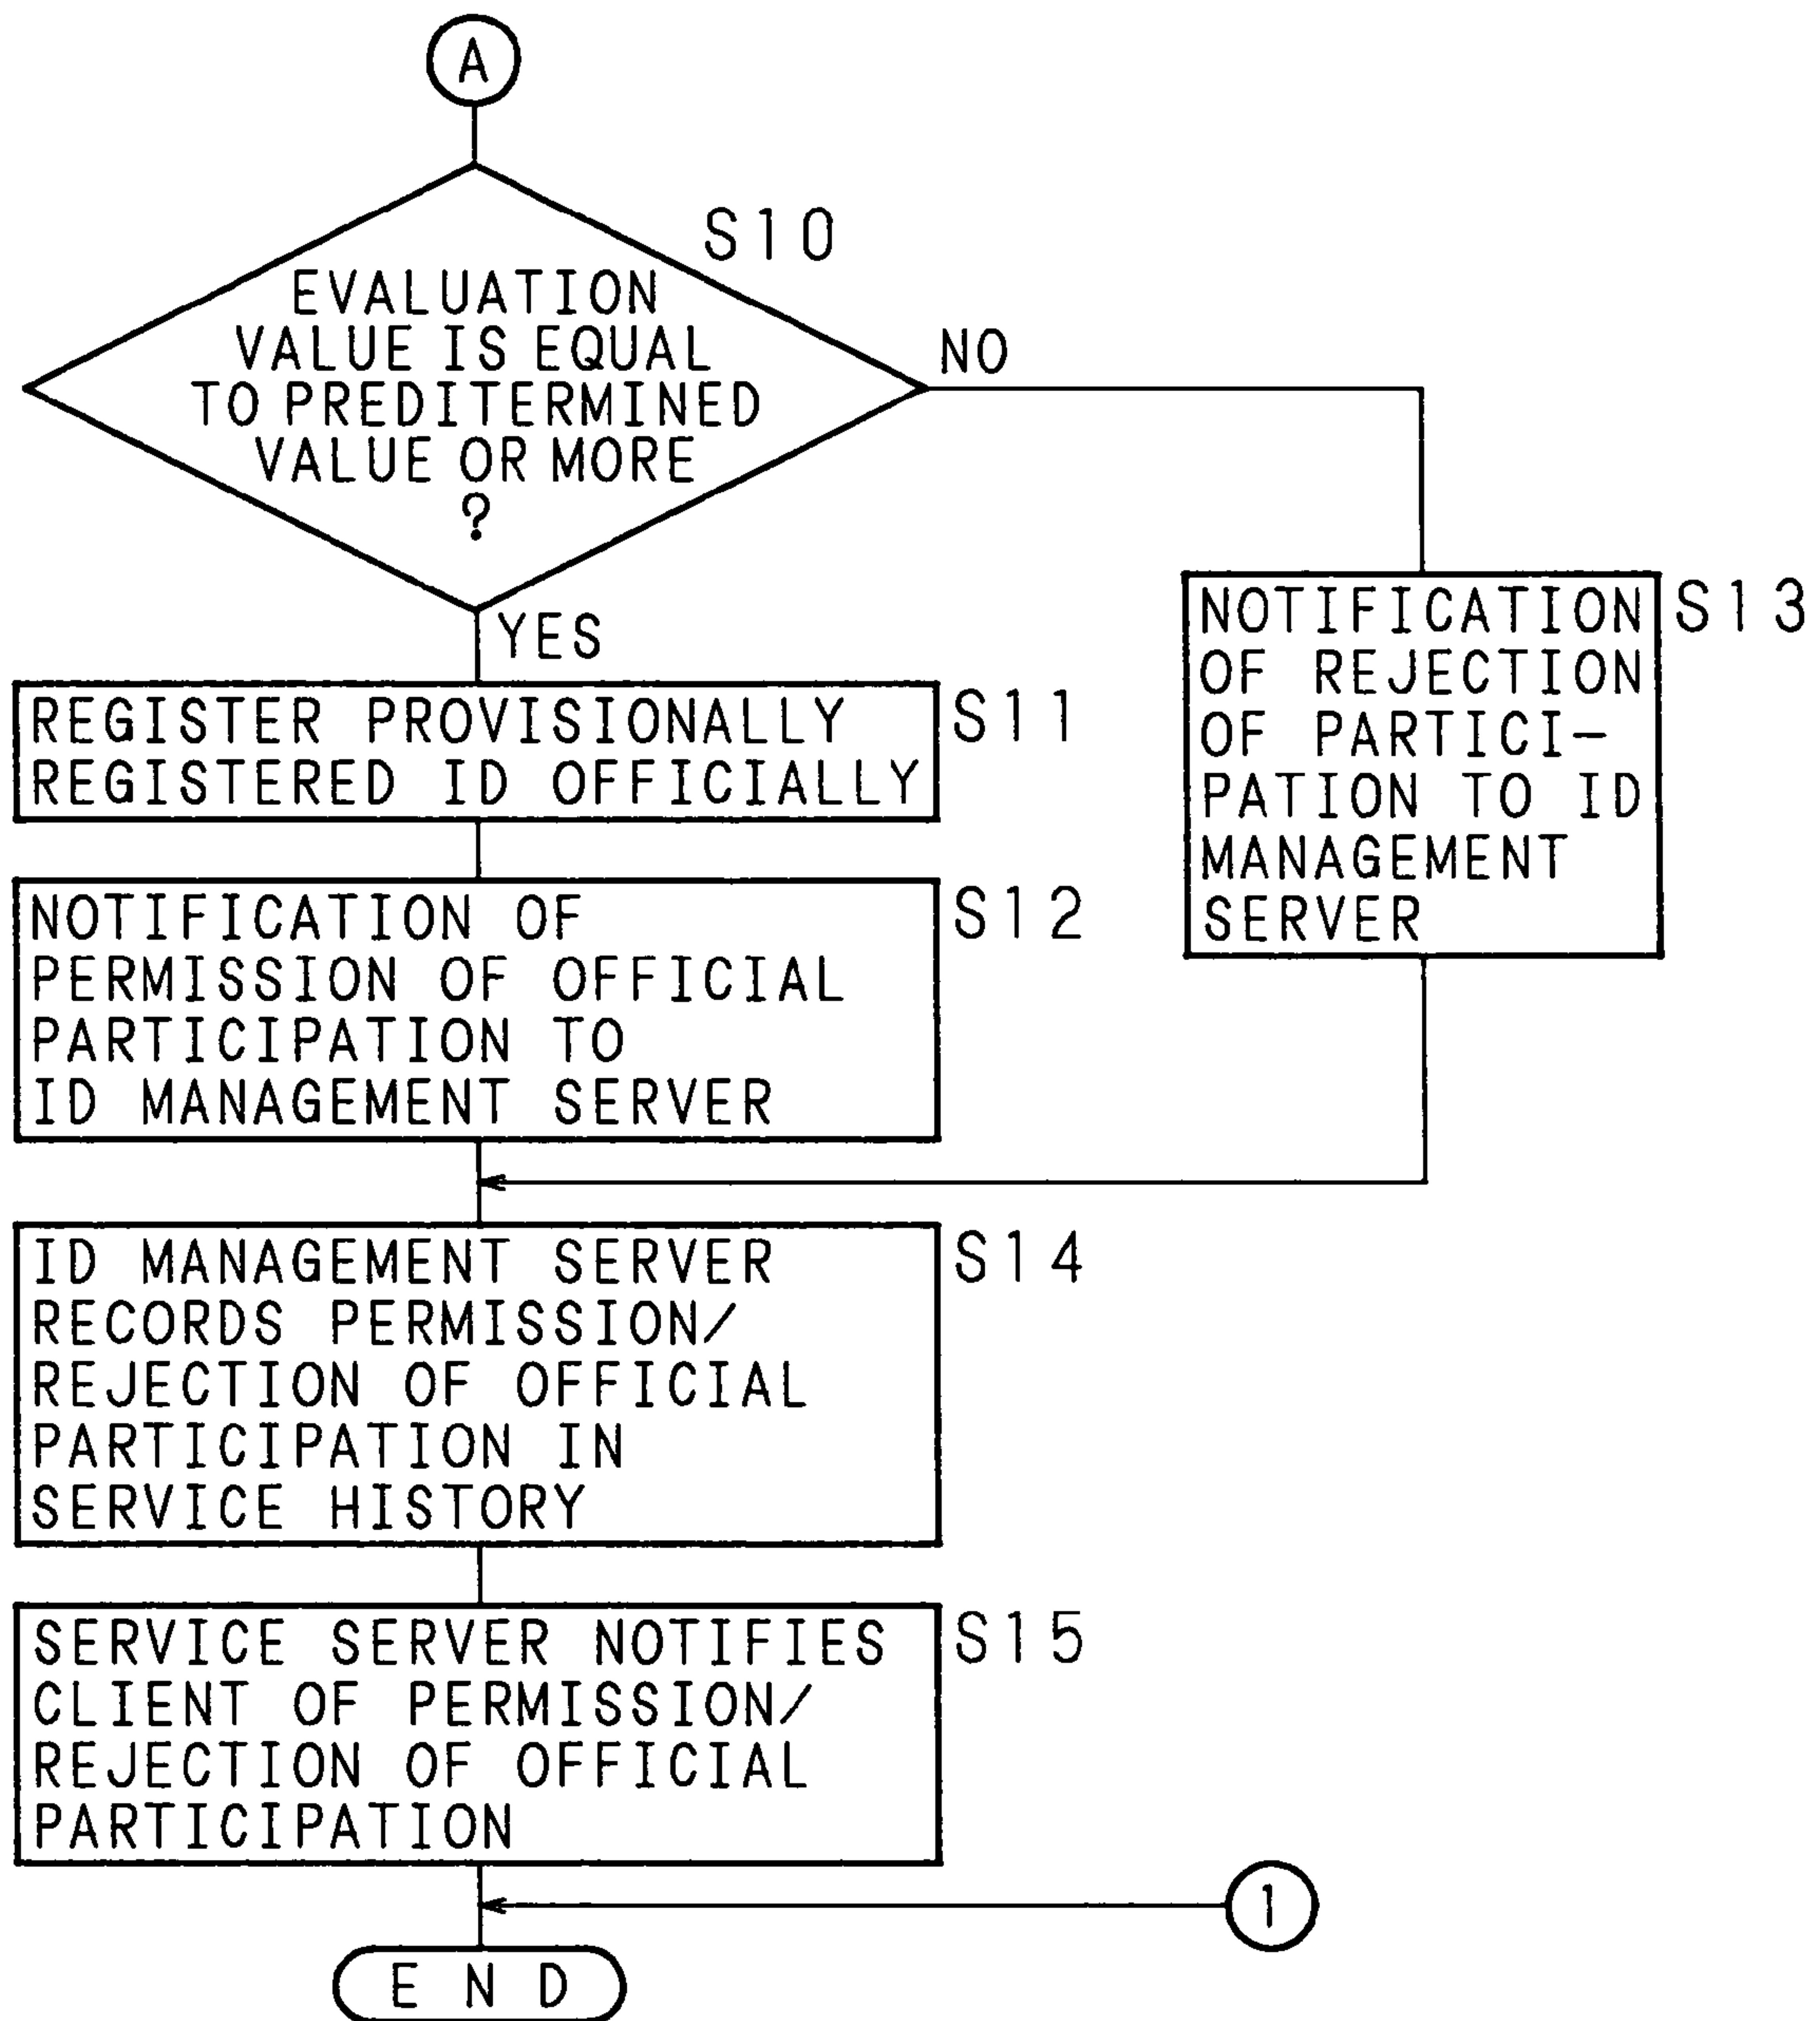 A
S10
EVALUATION
VALUE IS EQUAL
TO PREDITERMINED
VALUE OR MORE
?
NO
YES
S11
REGISTER PROVISIONALLY
REGISTERED ID OFFICIALLY
S12
NOTIFICATION OF
PERMISSION OF OFFICIAL
PARTICIPATION TO
ID MANAGEMENT SERVER
S13
NOTIFICATION
OF REJECTION
OF PARTICI-
PATION TO ID
MANAGEMENT
SERVER
S14
ID MANAGEMENT SERVER
RECORDS PERMISSION/
REJECTION OF OFFICIAL
PARTICIPATION IN
SERVICE HISTORY
S15
SERVICE SERVER NOTIFIES
CLIENT OF PERMISSION/
REJECTION OF OFFICIAL
PARTICIPATION
1
END